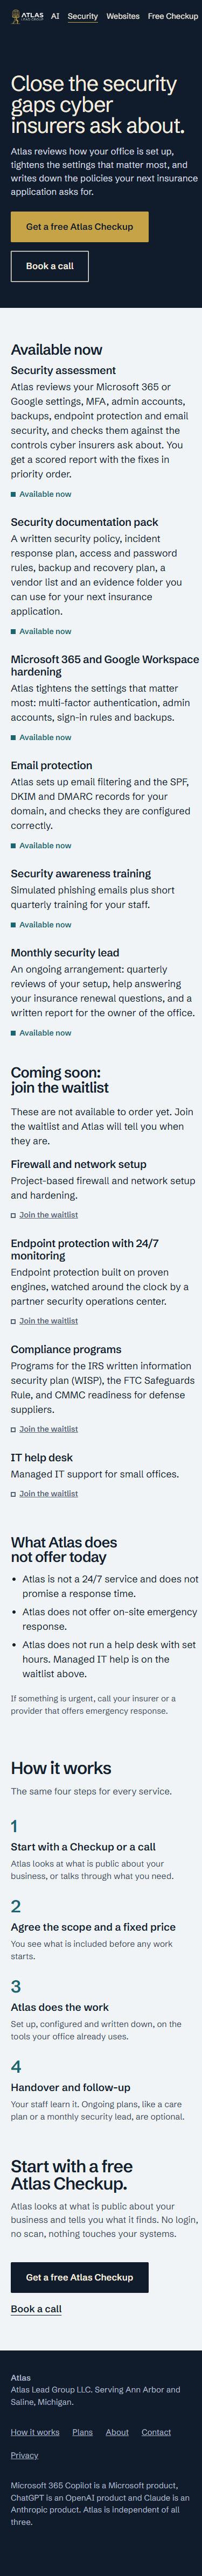 ATLAS
AI Security Websites Free Checkup
Close the security
gaps cyber
insurers ask about.
Atlas reviews how your office is set up,
tightens the settings that matter most, and
writes down the policies your next insurance
application asks for.
Get a free Atlas Checkup
Book a call
Available now
Security assessment
Atlas reviews your Microsoft 365 or
Google settings, MFA, admin accounts,
backups, endpoint protection and email
security, and checks them against the
controls cyber insurers ask about. You
get a scored report with the fixes in
priority order.
Available now
Security documentation pack
A written security policy, incident
response plan, access and password
rules, backup and recovery plan, a
vendor list and an evidence folder you
can use for your next insurance
application.
Available now
Microsoft 365 and Google Workspace
hardening
Atlas tightens the settings that matter
most: multi-factor authentication, admin
accounts, sign-in rules and backups.
Available now
Email protection
Atlas sets up email filtering and the SPF,
DKIM and DMARC records for your
domain, and checks they are configured
correctly.
Available now
Security awareness training
Simulated phishing emails plus short
quarterly training for your staff.
Available now
Monthly security lead
An ongoing arrangement: quarterly
reviews of your setup, help answering
your insurance renewal questions, and a
written report for the owner of the office.
Available now
Coming soon:
join the waitlist
These are not available to order yet. Join
the waitlist and Atlas will tell you when
they are.
Firewall and network setup
Project-based firewall and network setup
and hardening.
Join the waitlist
Endpoint protection with 24/7
monitoring
Endpoint protection built on proven
engines, watched around the clock by a
partner security operations center.
Join the waitlist
Compliance programs
Programs for the IRS written information
security plan (WISP), the FTC Safeguards
Rule, and CMMC readiness for defense
suppliers.
Join the waitlist
IT help desk
Managed IT support for small offices.
Join the waitlist
What Atlas does
not offer today
• Atlas is not a 24/7 service and does not
promise a response time.
• Atlas does not offer on-site emergency
response.
• Atlas does not run a help desk with set
hours. Managed IT help is on the
waitlist above.
If something is urgent, call your insurer or a
provider that offers emergency response.
How it works
The same four steps for every service.
1
Start with a Checkup or a call
Atlas looks at what is public about your
business, or talks through what you need.
2
Agree the scope and a fixed price
You see what is included before any work
starts.
3
Atlas does the work
Set up, configured and written down, on the
tools your office already uses.
4
Handover and follow-up
Your staff learn it. Ongoing plans, like a care
plan or a monthly security lead, are optional.
Start with a free
Atlas Checkup.
Atlas looks at what is public about your
business and tells you what it finds. No login,
no scan, nothing touches your systems.
Get a free Atlas Checkup
Book a call
Atlas
Atlas Lead Group LLC. Serving Ann Arbor and
Saline, Michigan.
How it works Plans About Contact
Privacy
Microsoft 365 Copilot is a Microsoft product,
ChatGPT is an OpenAI product and Claude is an
Anthropic product. Atlas is independent of all
three.